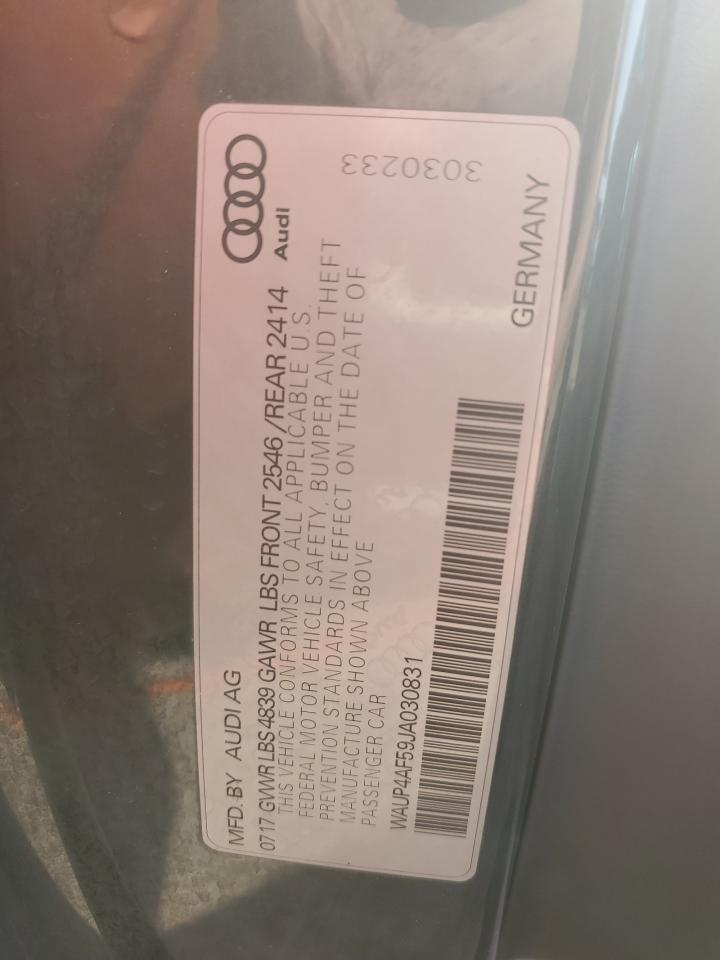 MFD. BY AUDI AG
Audi
0717 GVWR LBS 4839 GAWR LBS FRONT 2546 /REAR 2414
THIS VEHICLE CONFORMS TO ALL APPLICABLE U.S.
FEDERAL MOTOR VEHICLE SAFETY, BUMPER AND THEFT
PREVENTION STANDARDS IN EFFECT ON THE DATE OF
MANUFACTURE SHOWN ABOVE
PASSENGER CAR
3030233
WAUP4AF59JA030831
GERMANY